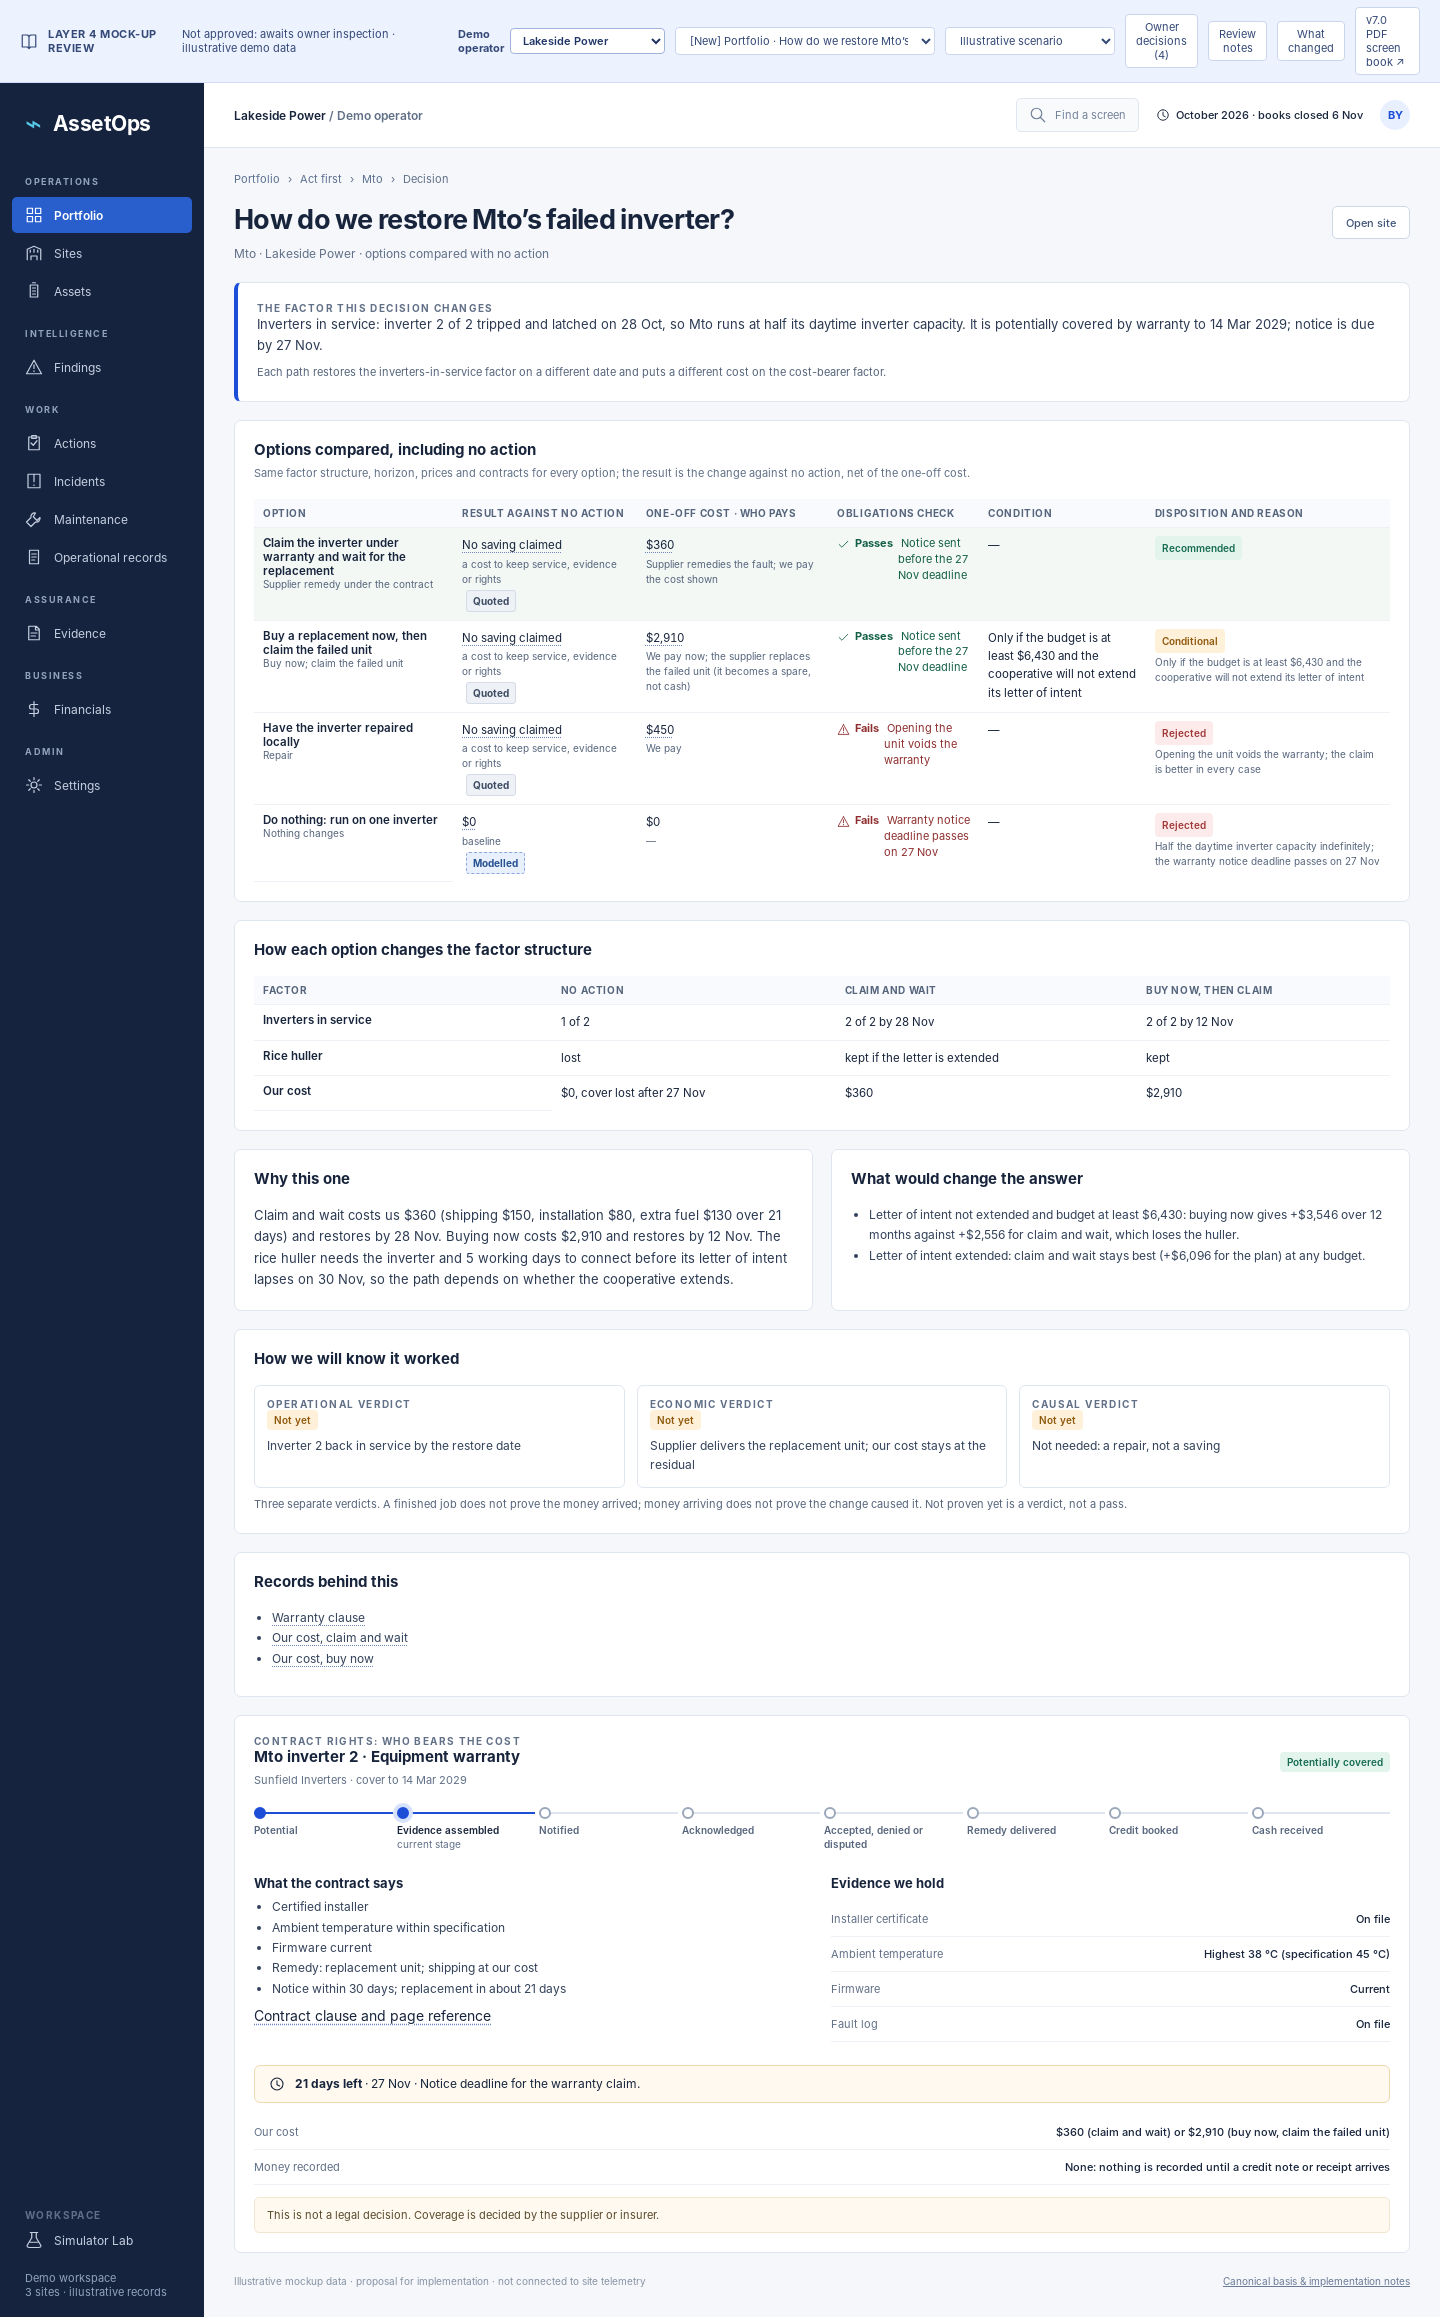 LAYER 4 MOCK-UP REVIEW
Not approved: awaits owner inspection · illustrative demo data
Demo operator
Lakeside Power
[New] Portfolio · How do we restore Mto's
Illustrative scenario
Owner decisions (4)
Review notes
What changed
v7.0 PDF screen book ↗
AssetOps
Lakeside Power / Demo operator
Find a screen
October 2026 · books closed 6 Nov
BY
OPERATIONS
Portfolio
Sites
Assets
INTELLIGENCE
Findings
WORK
Actions
Incidents
Maintenance
Operational records
ASSURANCE
Evidence
BUSINESS
Financials
ADMIN
Settings
WORKSPACE
Simulator Lab
Demo workspace
3 sites · illustrative records
Portfolio › Act first › Mto › Decision
How do we restore Mto’s failed inverter?
Open site
Mto · Lakeside Power · options compared with no action
THE FACTOR THIS DECISION CHANGES
Inverters in service: inverter 2 of 2 tripped and latched on 28 Oct, so Mto runs at half its daytime inverter capacity. It is potentially covered by warranty to 14 Mar 2029; notice is due
by 27 Nov.
Each path restores the inverters-in-service factor on a different date and puts a different cost on the cost-bearer factor.
Options compared, including no action
Same factor structure, horizon, prices and contracts for every option; the result is the change against no action, net of the one-off cost.
OPTION
RESULT AGAINST NO ACTION
ONE-OFF COST · WHO PAYS
OBLIGATIONS CHECK
CONDITION
DISPOSITION AND REASON
Claim the inverter under
warranty and wait for the
replacement
Supplier remedy under the contract
No saving claimed
a cost to keep service, evidence
or rights
Quoted
$360
Supplier remedies the fault; we pay
the cost shown
Passes Notice sent
before the 27
Nov deadline
—
Recommended
Buy a replacement now, then
claim the failed unit
Buy now; claim the failed unit
No saving claimed
a cost to keep service, evidence
or rights
Quoted
$2,910
We pay now; the supplier replaces
the failed unit (it becomes a spare,
not cash)
Passes Notice sent
before the 27
Nov deadline
Only if the budget is at
least $6,430 and the
cooperative will not extend
its letter of intent
Conditional
Only if the budget is at least $6,430 and the
cooperative will not extend its letter of intent
Have the inverter repaired
locally
Repair
No saving claimed
a cost to keep service, evidence
or rights
Quoted
$450
We pay
Fails Opening the
unit voids the
warranty
—
Rejected
Opening the unit voids the warranty; the claim
is better in every case
Do nothing: run on one inverter
Nothing changes
$0
baseline
Modelled
$0
—
Fails Warranty notice
deadline passes
on 27 Nov
—
Rejected
Half the daytime inverter capacity indefinitely;
the warranty notice deadline passes on 27 Nov
How each option changes the factor structure
FACTOR
NO ACTION
CLAIM AND WAIT
BUY NOW, THEN CLAIM
Inverters in service
1 of 2
2 of 2 by 28 Nov
2 of 2 by 12 Nov
Rice huller
lost
kept if the letter is extended
kept
Our cost
$0, cover lost after 27 Nov
$360
$2,910
Why this one
Claim and wait costs us $360 (shipping $150, installation $80, extra fuel $130 over 21
days) and restores by 28 Nov. Buying now costs $2,910 and restores by 12 Nov. The
rice huller needs the inverter and 5 working days to connect before its letter of intent
lapses on 30 Nov, so the path depends on whether the cooperative extends.
What would change the answer
• Letter of intent not extended and budget at least $6,430: buying now gives +$3,546 over 12
months against +$2,556 for claim and wait, which loses the huller.
• Letter of intent extended: claim and wait stays best (+$6,096 for the plan) at any budget.
How we will know it worked
OPERATIONAL VERDICT
Not yet
Inverter 2 back in service by the restore date
ECONOMIC VERDICT
Not yet
Supplier delivers the replacement unit; our cost stays at the
residual
CAUSAL VERDICT
Not yet
Not needed: a repair, not a saving
Three separate verdicts. A finished job does not prove the money arrived; money arriving does not prove the change caused it. Not proven yet is a verdict, not a pass.
Records behind this
• Warranty clause
• Our cost, claim and wait
• Our cost, buy now
CONTRACT RIGHTS: WHO BEARS THE COST
Mto inverter 2 · Equipment warranty
Potentially covered
Sunfield Inverters · cover to 14 Mar 2029
Potential
Evidence assembled
current stage
Notified
Acknowledged
Accepted, denied or
disputed
Remedy delivered
Credit booked
Cash received
What the contract says
• Certified installer
• Ambient temperature within specification
• Firmware current
• Remedy: replacement unit; shipping at our cost
• Notice within 30 days; replacement in about 21 days
Contract clause and page reference
Evidence we hold
Installer certificate
On file
Ambient temperature
Highest 38 °C (specification 45 °C)
Firmware
Current
Fault log
On file
21 days left · 27 Nov · Notice deadline for the warranty claim.
Our cost
$360 (claim and wait) or $2,910 (buy now, claim the failed unit)
Money recorded
None: nothing is recorded until a credit note or receipt arrives
This is not a legal decision. Coverage is decided by the supplier or insurer.
Illustrative mockup data · proposal for implementation · not connected to site telemetry
Canonical basis & implementation notes